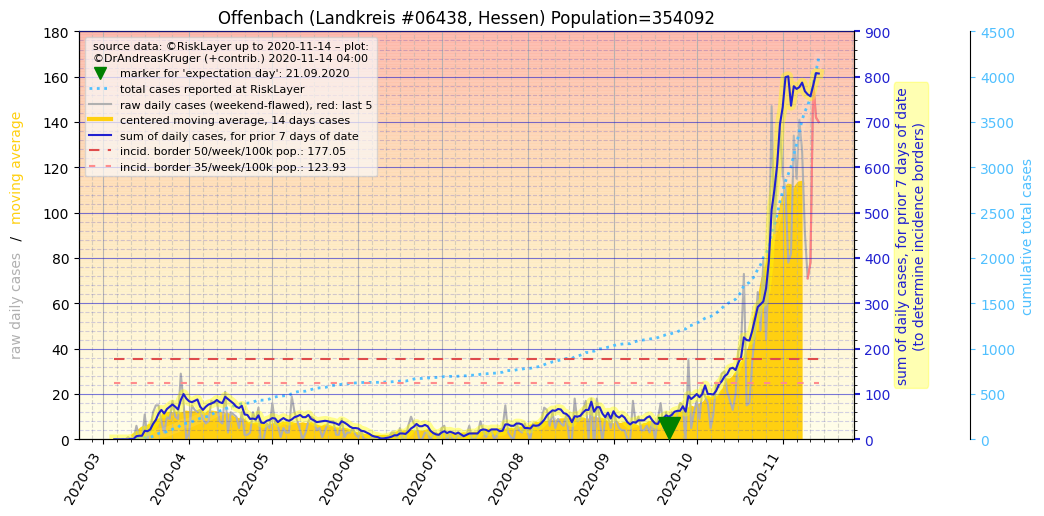 Offenbach (Landkreis #06438, Hessen) Population=354092
source data: ©RiskLayer up to 2020-11-14 – plot:
©DrAndreasKruger (+contrib.) 2020-11-14 04:00
marker for 'expectation day': 21.09.2020
total cases reported at RiskLayer
raw daily cases (weekend-flawed), red: last 5
centered moving average, 14 days cases
sum of daily cases, for prior 7 days of date
incid. border 50/week/100k pop.: 177.05
incid. border 35/week/100k pop.: 123.93
raw daily cases / moving average
180
160
140
120
100
80
60
40
20
0
900
800
700
600
500
400
300
200
100
0
sum of daily cases, for prior 7 days of date
(to determine incidence borders)
4500
4000
3500
3000
2500
2000
1500
1000
500
0
cumulative total cases
2020-03
2020-04
2020-05
2020-06
2020-07
2020-08
2020-09
2020-10
2020-11